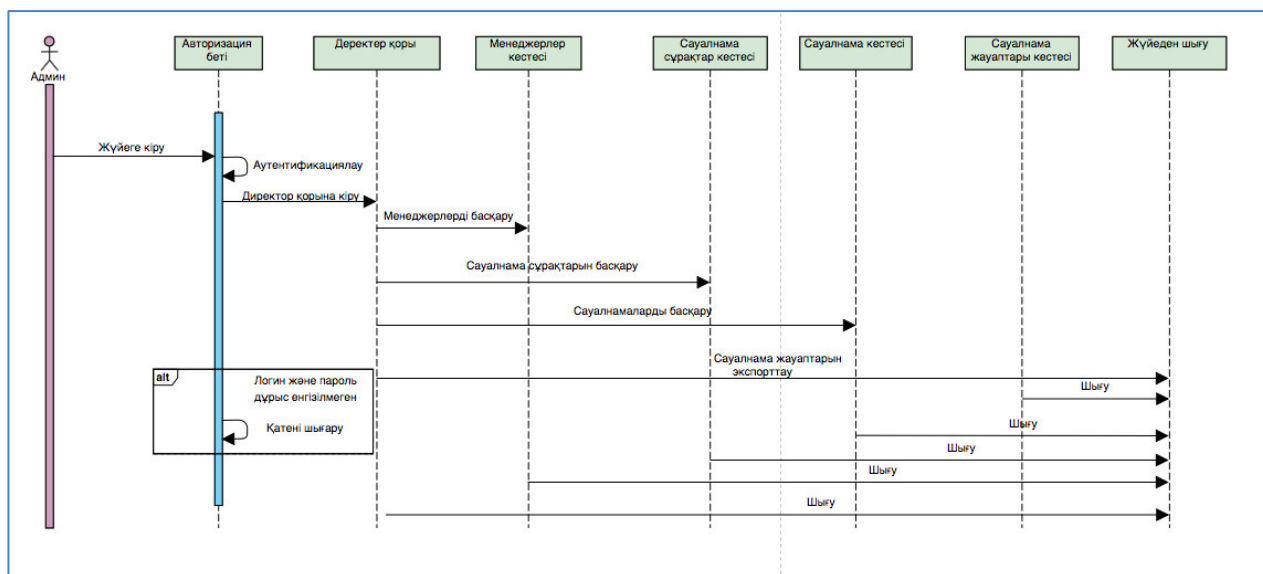 Админ
Авторизация
беті
Деректер қоры
Менеджерлер
кестесі
Сауалнама
сұрақтар кестесі
Сауалнама кестесі
Сауалнама
жауаптары кестесі
Жүйеден шығу
Жүйеге кіру
Аутентификациялау
Директор қорына кіру
Менеджерлерді басқару
Сауалнама сұрақтарын басқару
Сауалнамаларды басқару
Сауалнама жауаптарын
экспорттау
alt
Логин және пароль
дұрыс енгізілмеген
Қатені шығару
Шығу
Шығу
Шығу
Шығу
Шығу